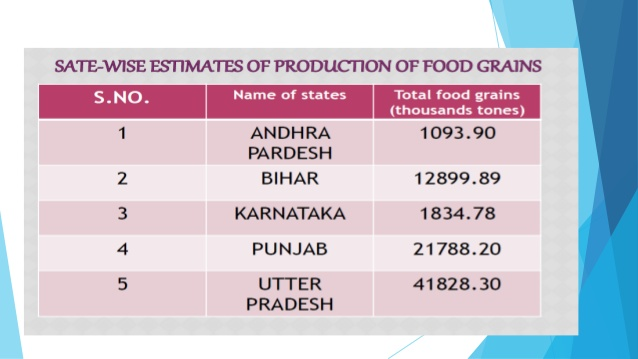 SATE-WISE ESTIMATES OF PRODUCTION OF FOOD GRAINS
S.NO. Name of states Total food grains
(thousands tones)
1 ANDHRA 1093.90
PARDESH
2 BIHAR 12899.89
3 KARNATAKA 1834.78
4 PUNJAB 21788.20
5 UTTER 41828.30
PRADESH